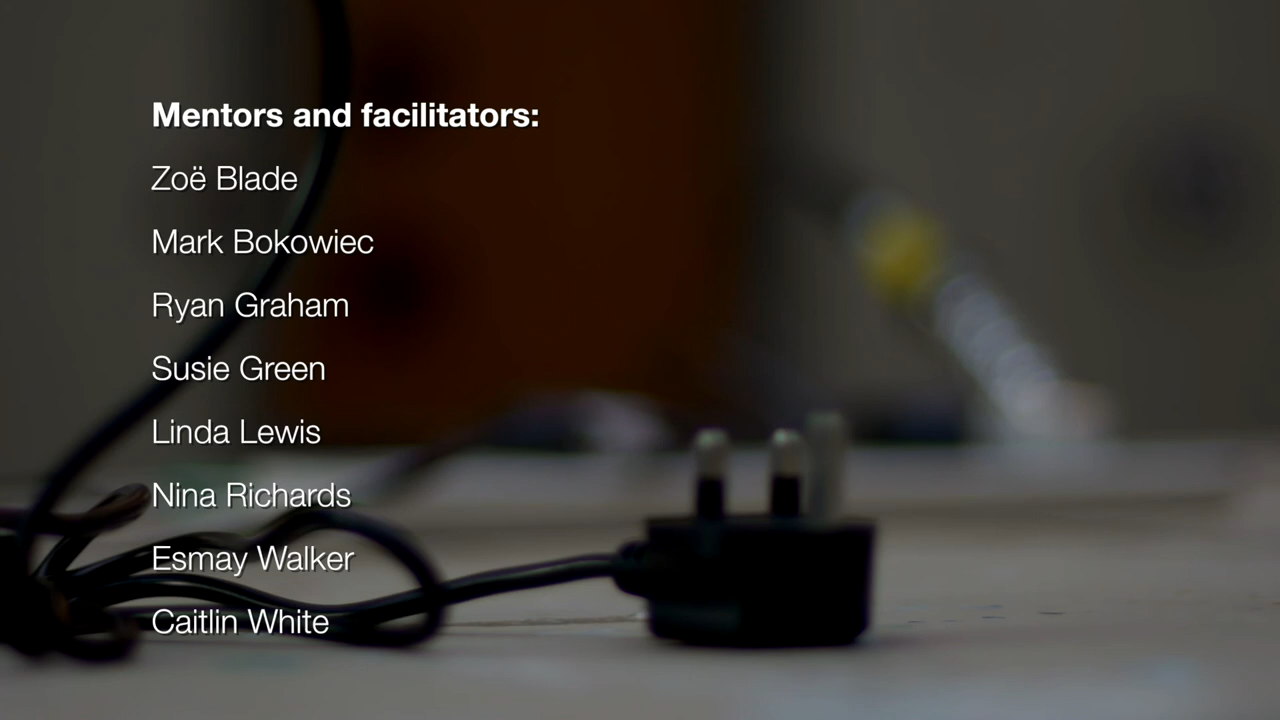 Mentors and facilitators:
Zoë Blade
Mark Bokowiec
Ryan Graham
Susie Green
Linda Lewis
Nina Richards
Esmay Walker
Caitlin White